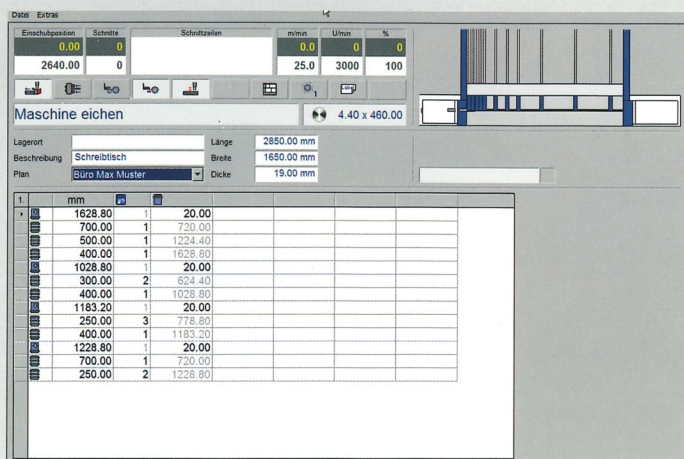 Datei Extras
Einschubposition Schnitte Schnittzeilen m/min U/min %
0.00 0 0.0 0 0
2640.00 0 25.0 3000 100
Maschine eichen 4.40 x 460.00
Lagerort Länge 2850.00 mm
Beschreibung Schreibtisch Breite 1650.00 mm
Plan Büro Max Muster Dicke 19.00 mm
1 mm
1628.80 1 20.00
700.00 1 720.00
500.00 1 1224.40
400.00 1 1628.80
1028.80 1 20.00
300.00 2 624.40
400.00 1 1028.80
1183.20 1 20.00
250.00 3 778.80
400.00 1 1183.20
1228.80 1 20.00
700.00 1 720.00
250.00 2 1228.80